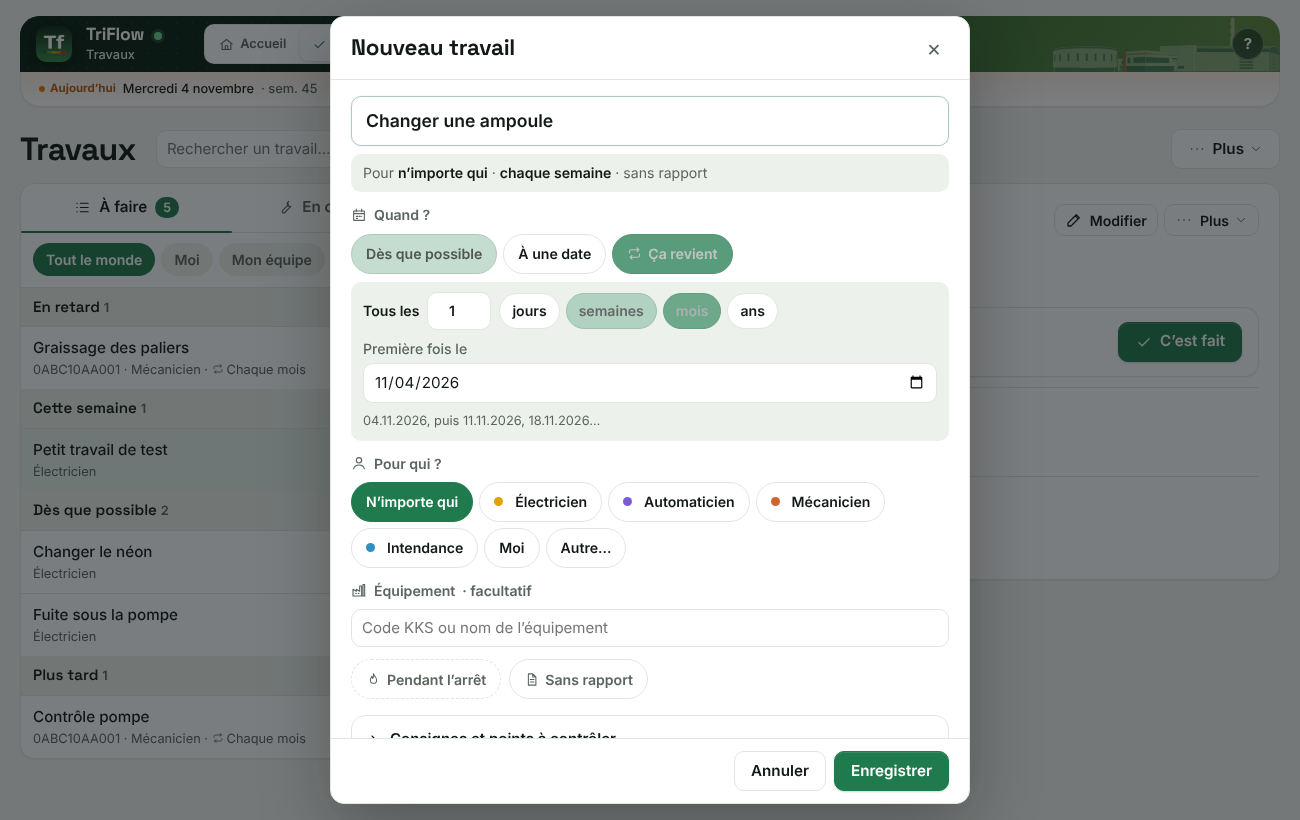 Nouveau travail
Tf
TriFlow
Travaux
Accueil
?
Aujourd’hui Mercredi 4 novembre · sem. 45
Travaux
Rechercher un travail…
··· Plus
À faire 5
En c
Tout le monde
Moi
Mon équipe
En retard 1
Graissage des paliers
0ABC10AA001 · Mécanicien · Chaque mois
Cette semaine 1
Petit travail de test
Électricien
Dès que possible 2
Changer le néon
Électricien
Fuite sous la pompe
Électricien
Plus tard 1
Contrôle pompe
0ABC10AA001 · Mécanicien · Chaque mois
Modifier
··· Plus
C’est fait
Changer une ampoule
Pour n’importe qui · chaque semaine · sans rapport
Quand ?
Dès que possible
À une date
Ça revient
Tous les 1 jours semaines mois ans
Première fois le
11/04/2026
04.11.2026, puis 11.11.2026, 18.11.2026…
Pour qui ?
N’importe qui
Électricien
Automaticien
Mécanicien
Intendance
Moi
Autre…
Équipement · facultatif
Code KKS ou nom de l’équipement
Pendant l’arrêt
Sans rapport
Consignes et points à contrôler
Annuler
Enregistrer